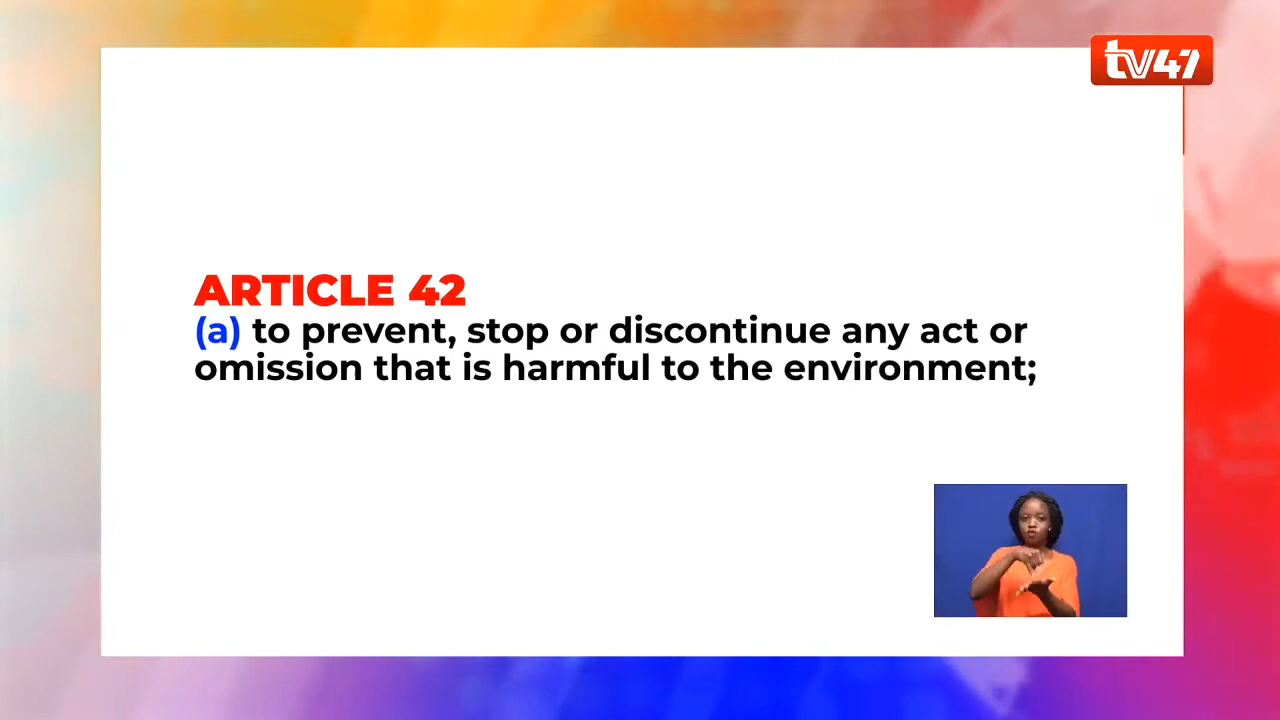 tv47
ARTICLE 42
(a) to prevent, stop or discontinue any act or
omission that is harmful to the environment;